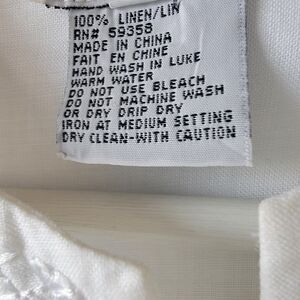 100% LINEN/LIN
RN# 59358
MADE IN CHINA
FAIT EN CHINE
HAND WASH IN LUKE
WARM WATER
DO NOT USE BLEACH
DO NOT MACHINE WASH
OR DRY DRIP DRY
IRON AT MEDIUM SETTING
DRY CLEAN-WITH CAUTION